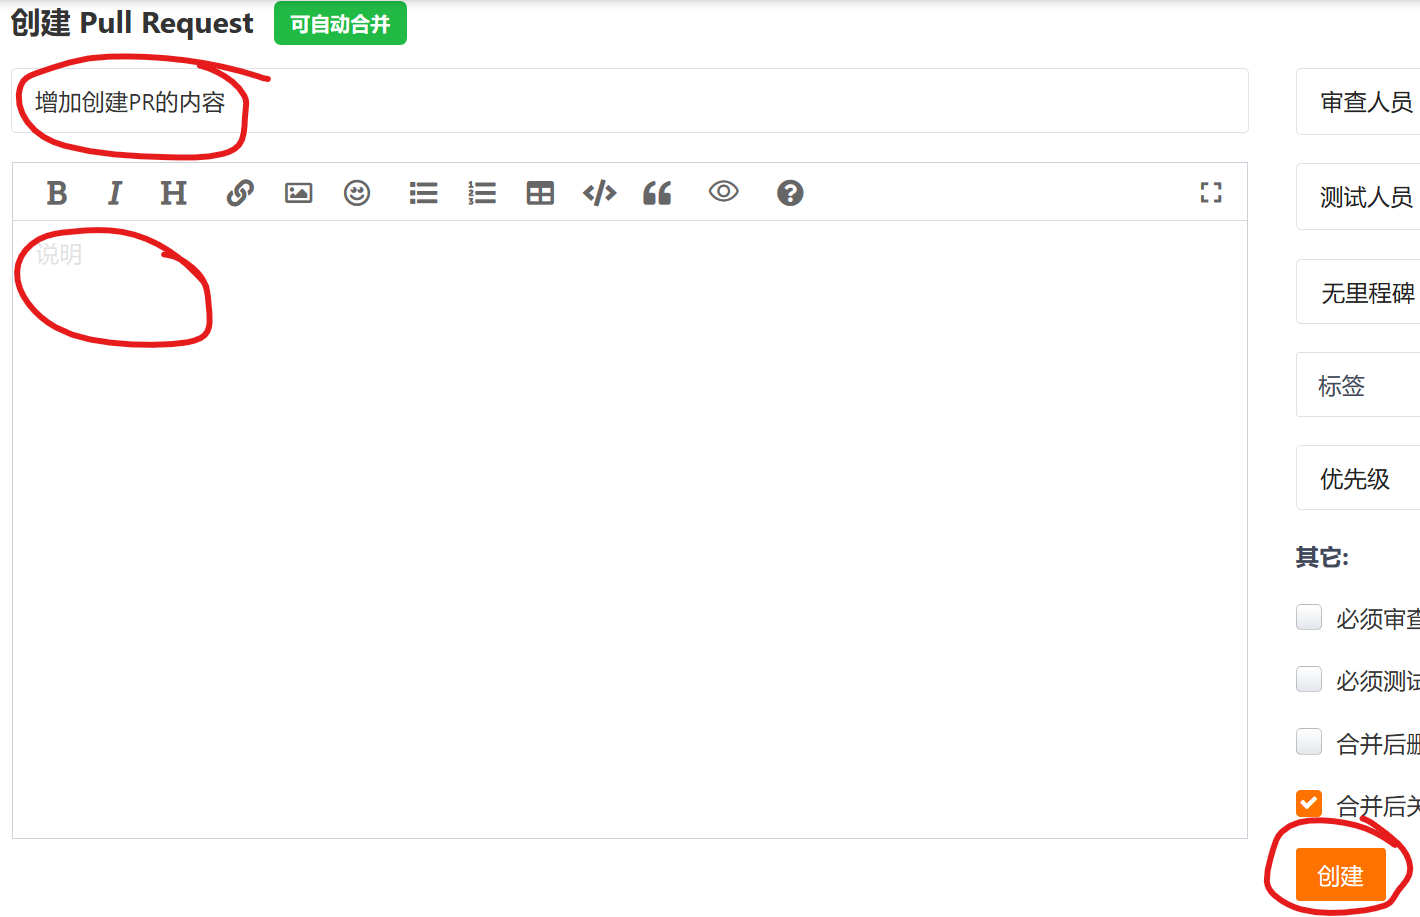 创建 Pull Request 可自动合并
增加创建PR的内容
B I H
说明
审查人员
测试人员
无里程碑
标签
优先级
其它:
必须审查
必须测试
合并后删
合并后关
创建